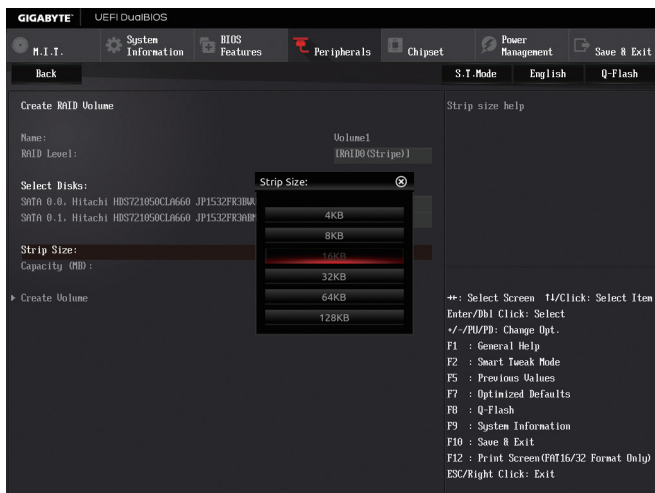 GIGABYTE™ UEFI DualBIOS
M.I.T.
System Information
BIOS Features
Peripherals
Chipset
Power Management
Save & Exit
Back
S.T.Mode English Q-Flash
Create RAID Volume
Name: Volume1
RAID Level: [RAID0(Stripe)]
Select Disks:
SATA 0.0, Hitachi HDS721050CLA660
SATA 0.1, Hitachi HDS721050CLA660
Strip Size:
Capacity (MB):
Create Volume
Strip Size:
4KB
8KB
16KB
32KB
64KB
128KB
Strip size help
→←: Select Screen ↑↓/Click: Select Item
Enter/Dbl Click: Select
+/-/PU/PD: Change Opt.
F1 : General Help
F2 : Smart Tweak Mode
F5 : Previous Values
F7 : Optimized Defaults
F8 : Q-Flash
F9 : System Information
F10 : Save & Exit
F12 : Print Screen(FAT16/32 Format Only)
ESC/Right Click: Exit